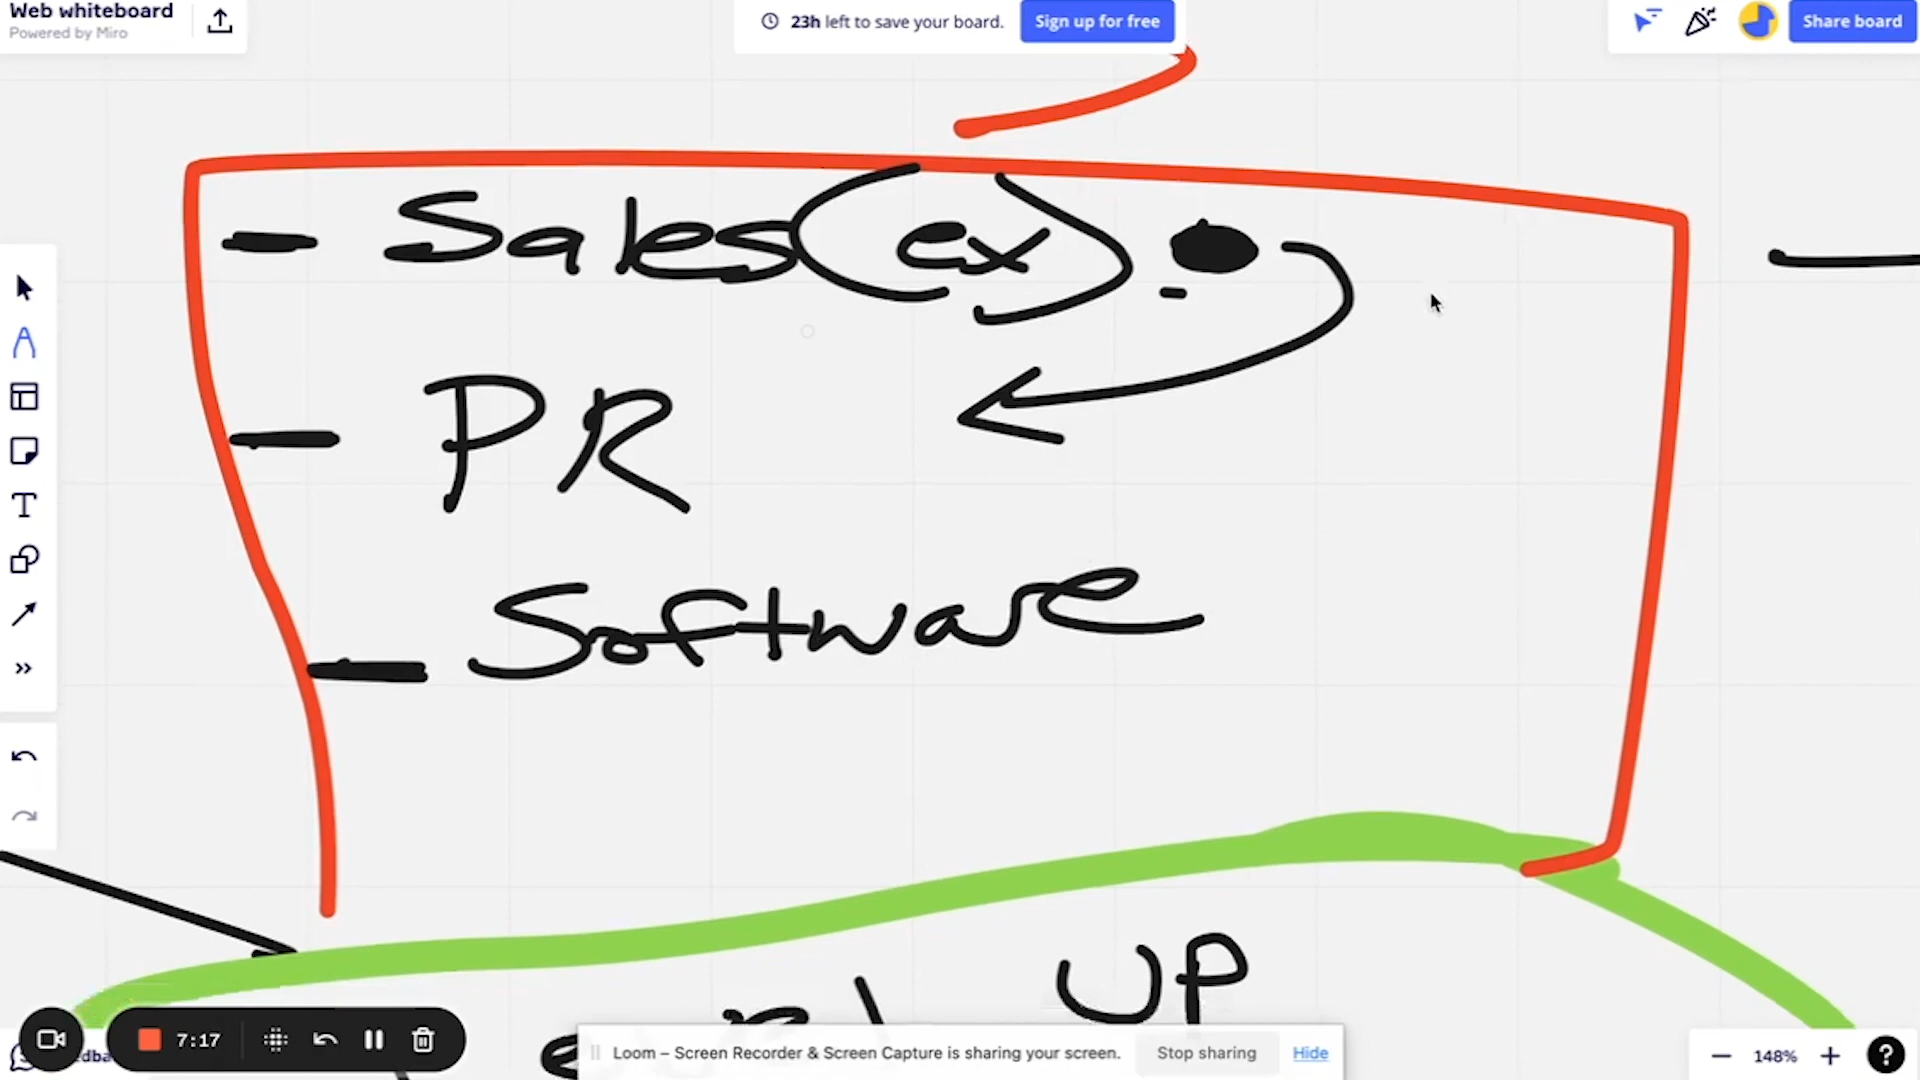 Web whiteboard
Powered by Miro
23h left to save your board.
Sign up for free
Share board
- Sales (ex).
- PR
- Software
UP
7:17
Loom – Screen Recorder & Screen Capture is sharing your screen.
Stop sharing
Hide
148%
?